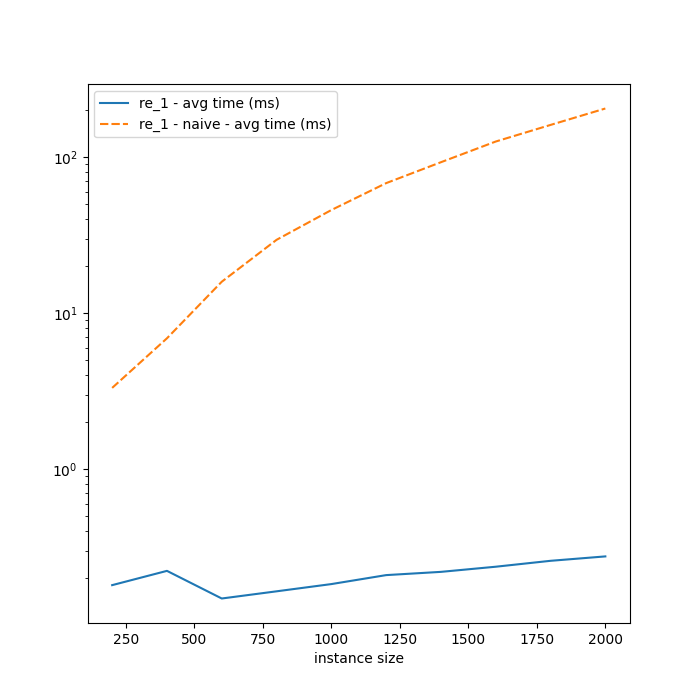 re_1 - avg time (ms)
re_1 - naive - avg time (ms)
10²
10¹
10⁰
250 500 750 1000 1250 1500 1750 2000
instance size